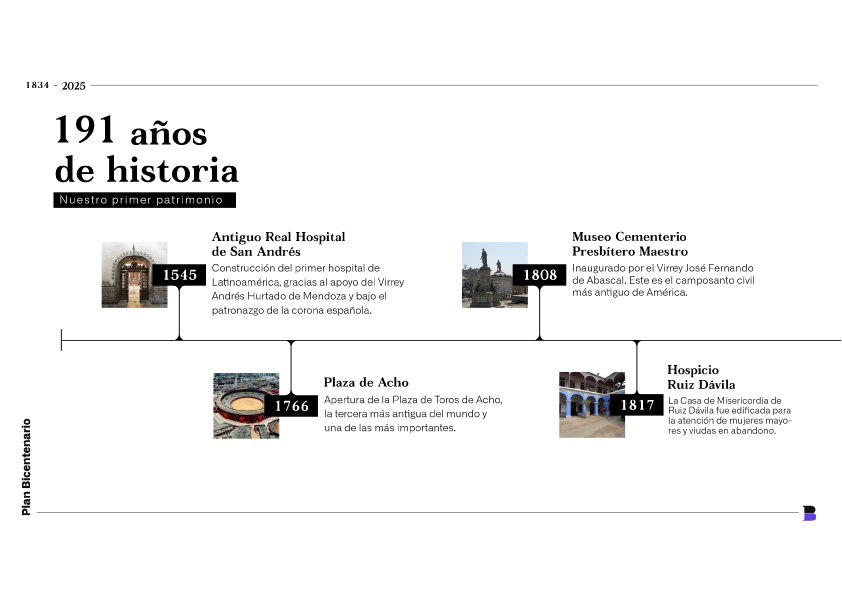 1834 - 2025
191 años
de historia
Nuestro primer patrimonio
1545
Antiguo Real Hospital
de San Andrés
Construcción del primer hospital de
Latinoamérica, gracias al apoyo del Virrey
Andrés Hurtado de Mendoza y bajo el
patronazgo de la corona española.
1766
Plaza de Acho
Apertura de la Plaza de Toros de Acho,
la tercera más antigua del mundo y
una de las más importantes.
1808
Museo Cementerio
Presbítero Maestro
Inaugurado por el Virrey José Fernando
de Abascal. Este es el camposanto civil
más antiguo de América.
1817
Hospicio
Ruiz Dávila
La Casa de Misericordia de
Ruiz Dávila fue edificada para
la atención de mujeres mayo-
res y viudas en abandono.
Plan Bicentenario
B